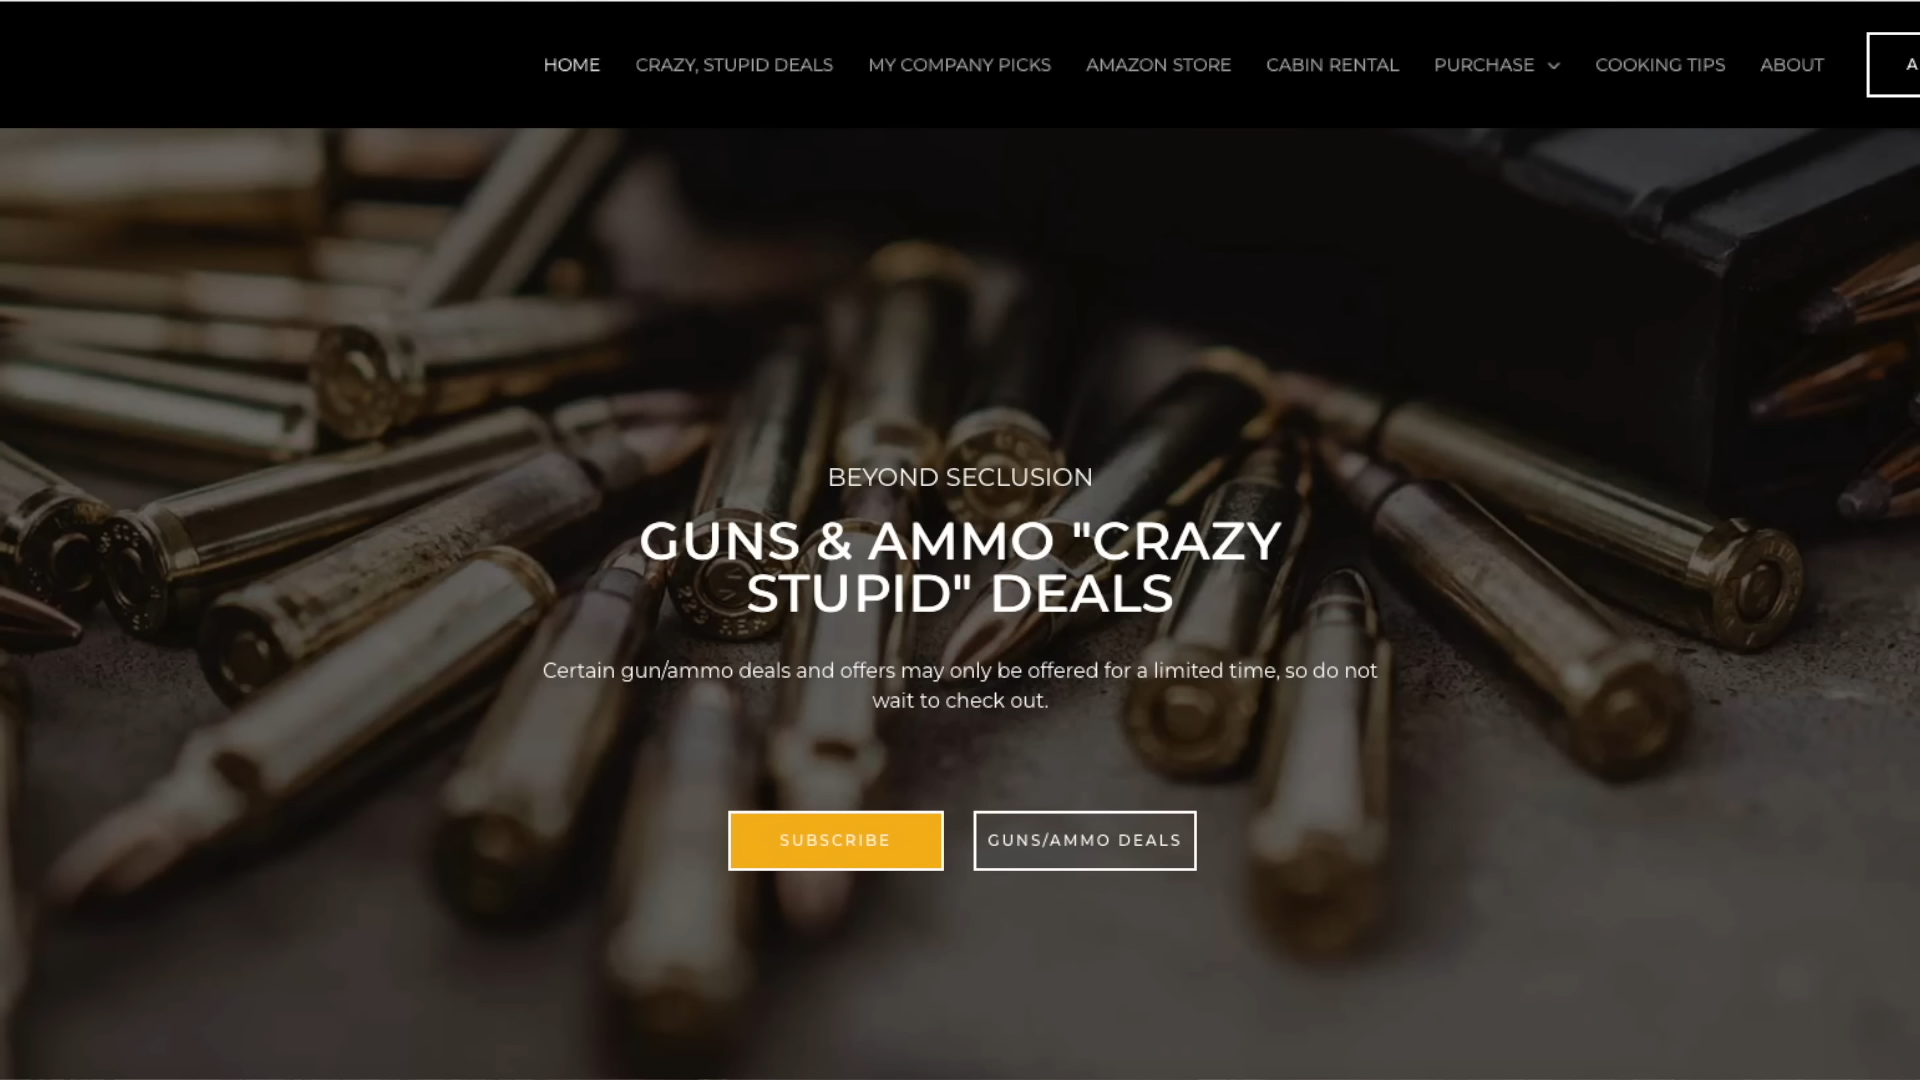 HOME CRAZY, STUPID DEALS MY COMPANY PICKS AMAZON STORE CABIN RENTAL PURCHASE COOKING TIPS ABOUT A
BEYOND SECLUSION
GUNS & AMMO "CRAZY
STUPID" DEALS
Certain gun/ammo deals and offers may only be offered for a limited time, so do not
wait to check out.
SUBSCRIBE GUNS/AMMO DEALS